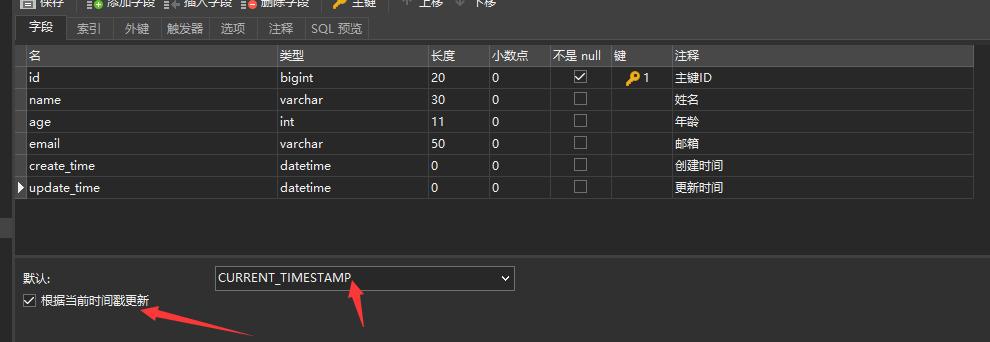 保存 添加字段 插入字段 删除字段 主键 上移 下移
字段 索引 外键 触发器 选项 注释 SQL 预览
名 类型 长度 小数点 不是 null 键 注释
id bigint 20 0 1 主键ID
name varchar 30 0 姓名
age int 11 0 年龄
email varchar 50 0 邮箱
create_time datetime 0 0 创建时间
update_time datetime 0 0 更新时间
默认: CURRENT_TIMESTAMP
根据当前时间戳更新